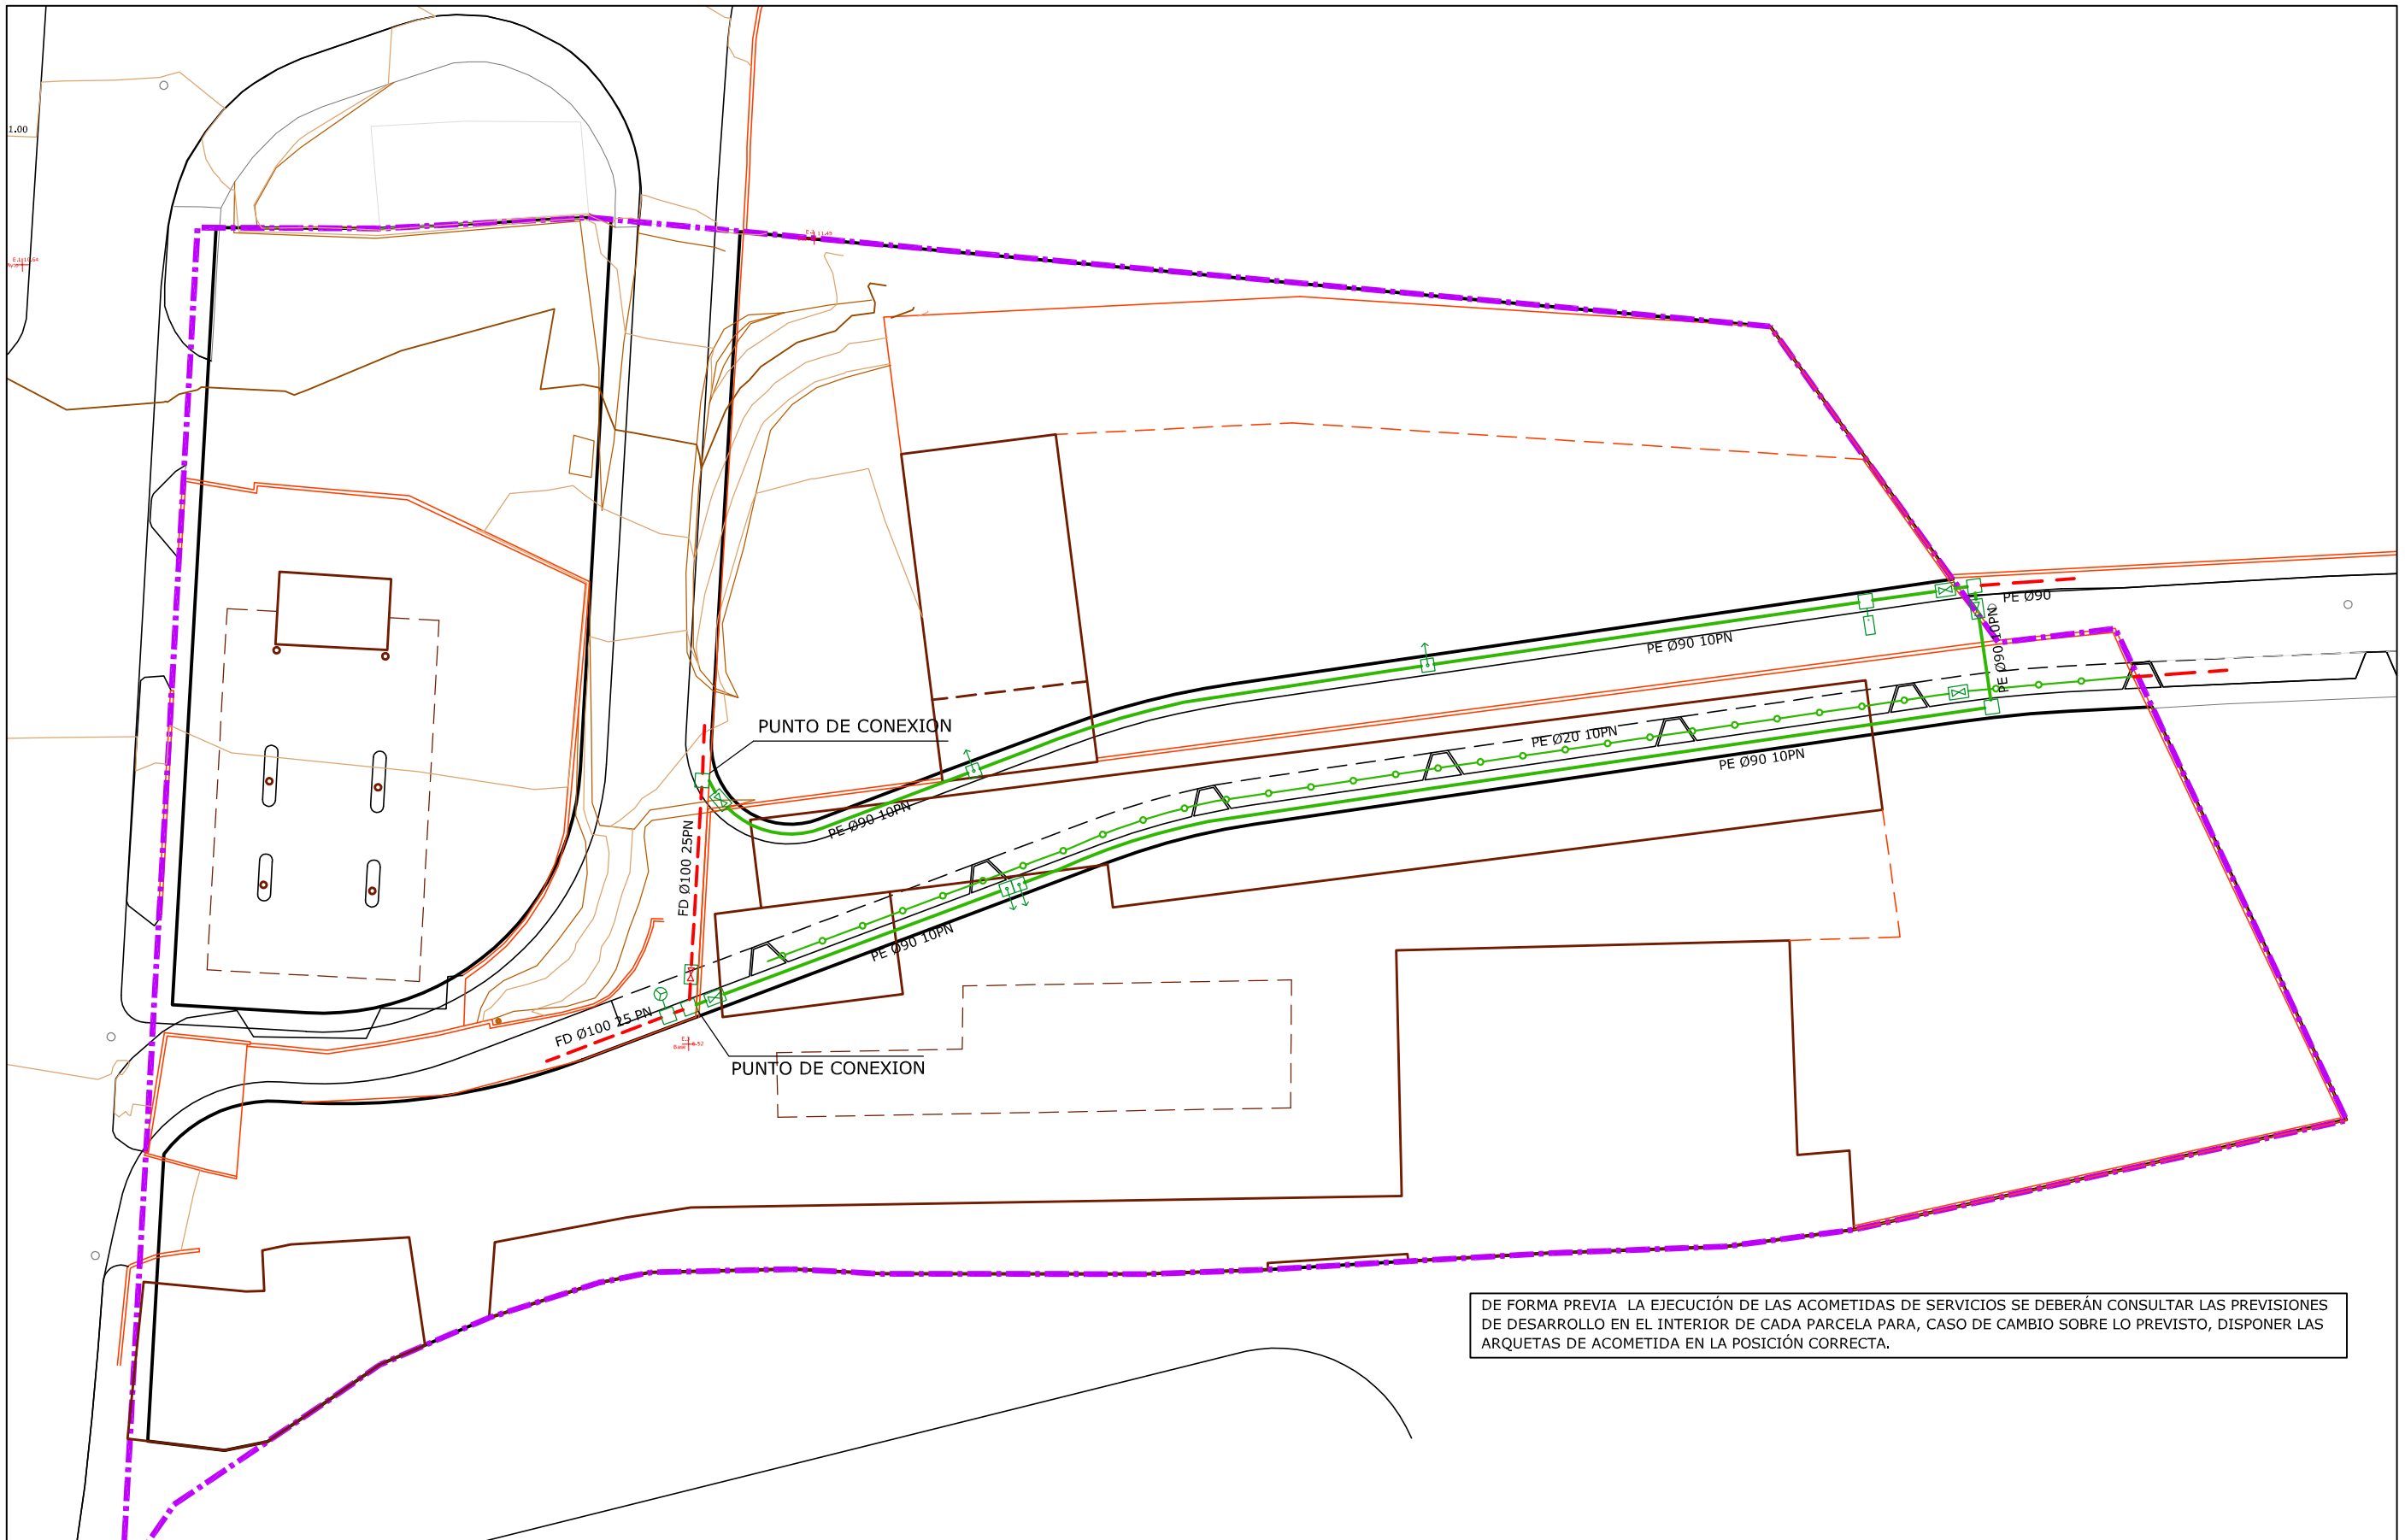 1.00
PE Ø90
PE Ø90 10PN
PE Ø90 10PN
PUNTO DE CONEXION
PE Ø20 10PN
PE Ø90 10PN
PE Ø90 10PN
FD Ø100 25PN
PE Ø90 10PN
FD Ø100 25 PN
PUNTO DE CONEXION
DE FORMA PREVIA LA EJECUCIÓN DE LAS ACOMETIDAS DE SERVICIOS SE DEBERÁN CONSULTAR LAS PREVISIONES
DE DESARROLLO EN EL INTERIOR DE CADA PARCELA PARA, CASO DE CAMBIO SOBRE LO PREVISTO, DISPONER LAS
ARQUETAS DE ACOMETIDA EN LA POSICIÓN CORRECTA.